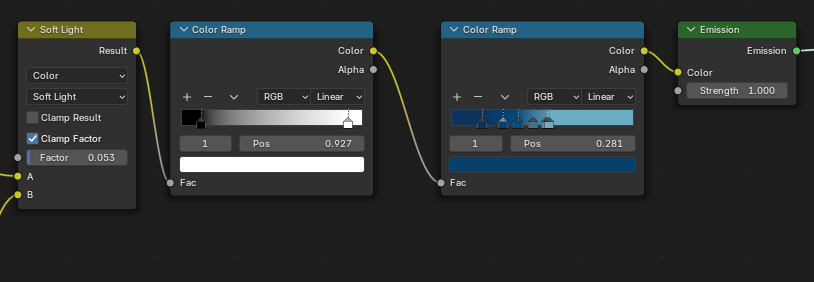 Soft Light
Result
Color
Soft Light
Clamp Result
Clamp Factor
Factor 0.053
A
B
Color Ramp
Color
Alpha
RGB Linear
1 Pos 0.927
Fac
Color Ramp
Color
Alpha
RGB Linear
1 Pos 0.281
Fac
Emission
Emission
Color
Strength 1.000